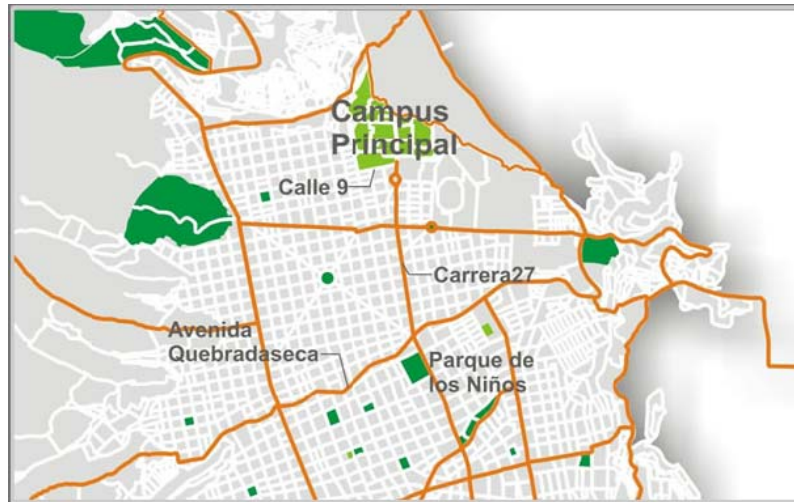 Campus
Principal
Calle 9
Carrera27
Avenida
Quebradaseca
Parque de
los Niños